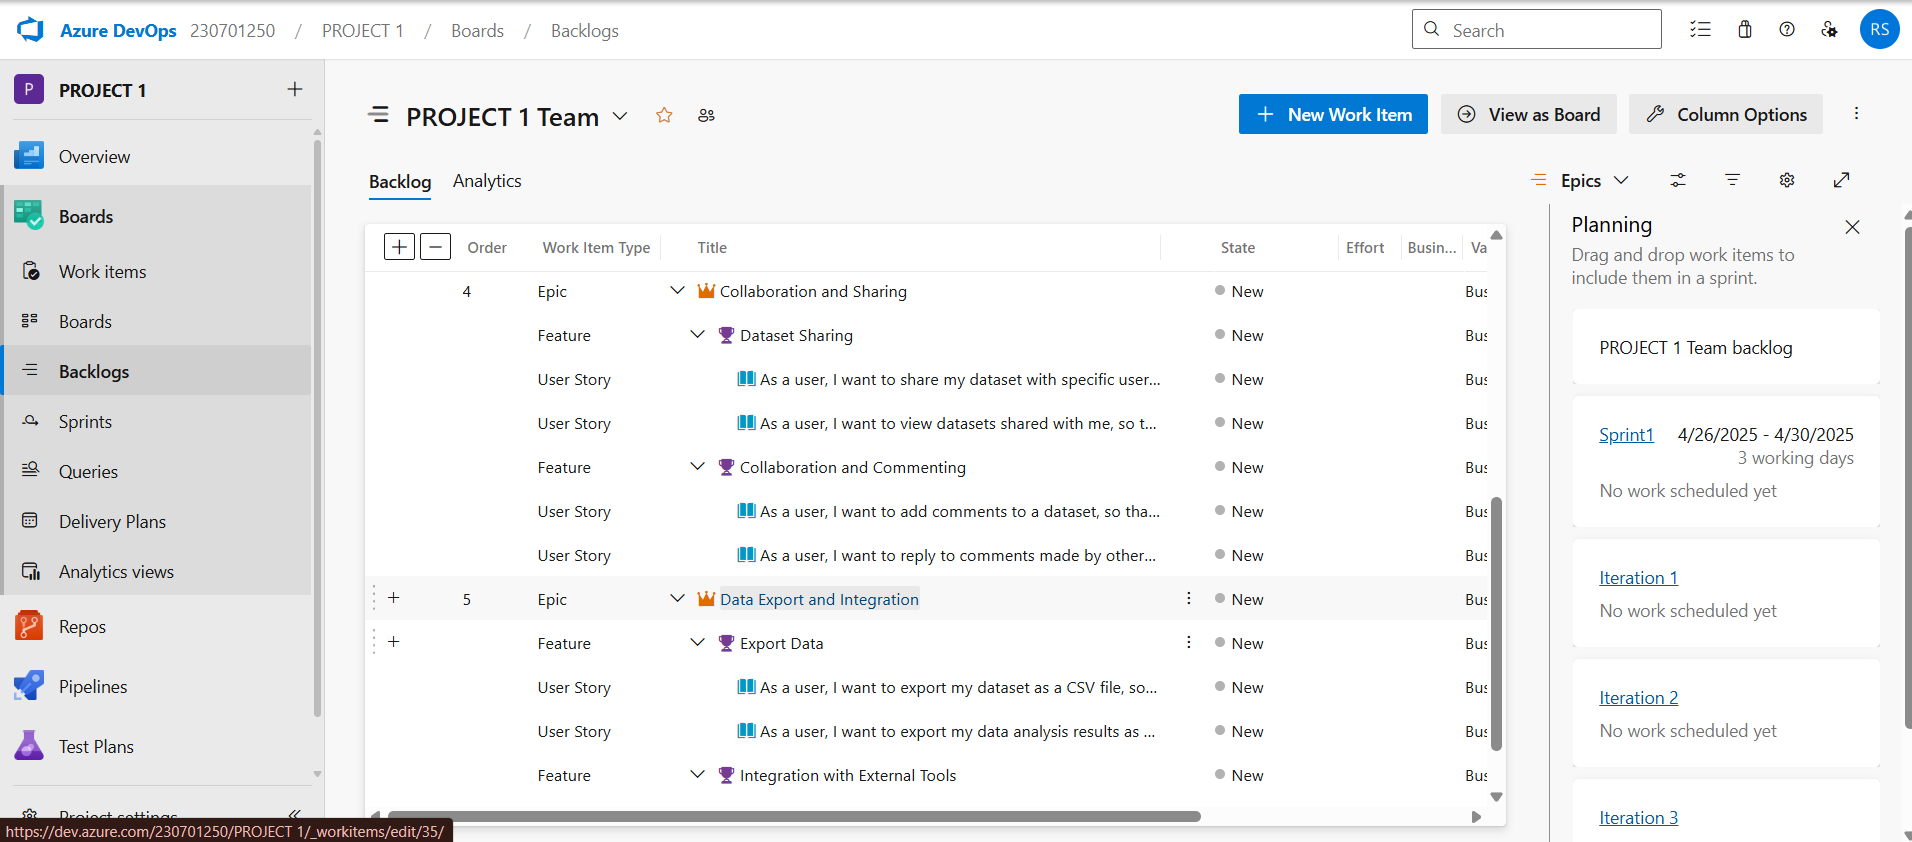 Azure DevOps 230701250 / PROJECT 1 / Boards / Backlogs Search RS
P PROJECT 1
Overview
Boards
Work items
Boards
Backlogs
Sprints
Queries
Delivery Plans
Analytics views
Repos
Pipelines
Test Plans
Project settings
https://dev.azure.com/230701250/PROJECT 1/_workitems/edit/35/
PROJECT 1 Team New Work Item View as Board Column Options
Backlog Analytics Epics
Order Work Item Type Title State Effort Busin... Va
4 Epic Collaboration and Sharing New Bus
Feature Dataset Sharing New Bus
User Story As a user, I want to share my dataset with specific user... New Bus
User Story As a user, I want to view datasets shared with me, so t... New Bus
Feature Collaboration and Commenting New Bus
User Story As a user, I want to add comments to a dataset, so tha... New Bus
User Story As a user, I want to reply to comments made by other... New Bus
5 Epic Data Export and Integration New Bus
Feature Export Data New Bus
User Story As a user, I want to export my dataset as a CSV file, so... New Bus
User Story As a user, I want to export my data analysis results as ... New Bus
Feature Integration with External Tools New Bus
Planning
Drag and drop work items to
include them in a sprint.
PROJECT 1 Team backlog
Sprint1 4/26/2025 - 4/30/2025
3 working days
No work scheduled yet
Iteration 1
No work scheduled yet
Iteration 2
No work scheduled yet
Iteration 3